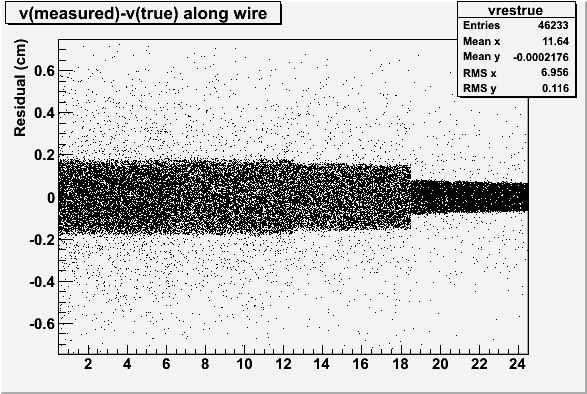 v(measured)-v(true) along wire
vrestrue
Entries 46233
Mean x 11.64
Mean y -0.0002176
RMS x 6.956
RMS y 0.116
Residual (cm)
0.6
0.4
0.2
0
-0.2
-0.4
-0.6
2 4 6 8 10 12 14 16 18 20 22 24